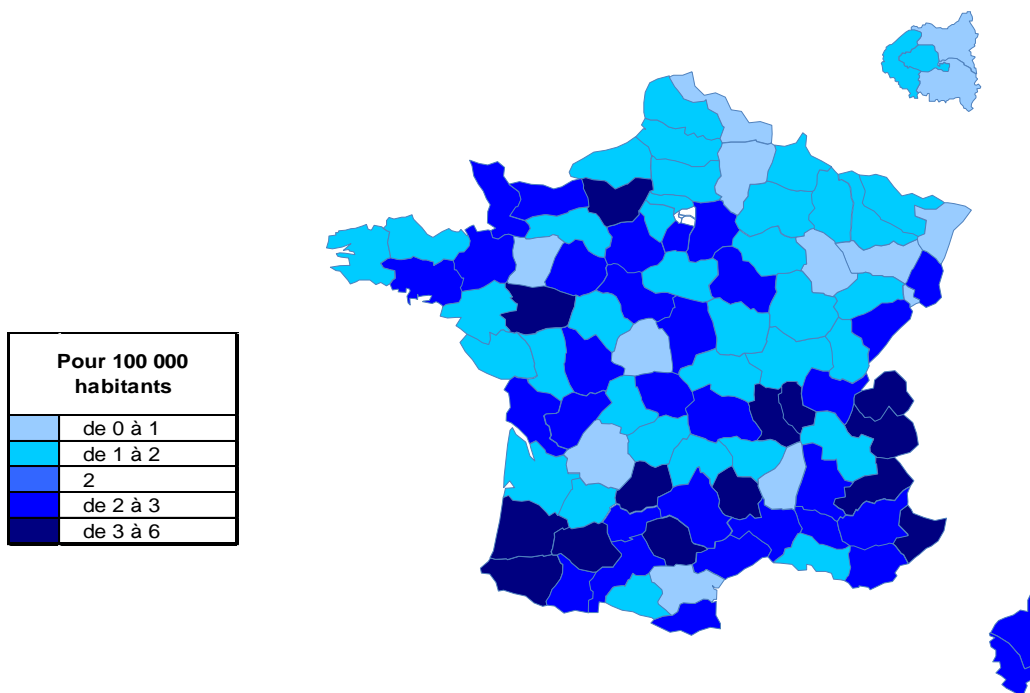 Pour 100 000
habitants
de 0 à 1
de 1 à 2
2
de 2 à 3
de 3 à 6